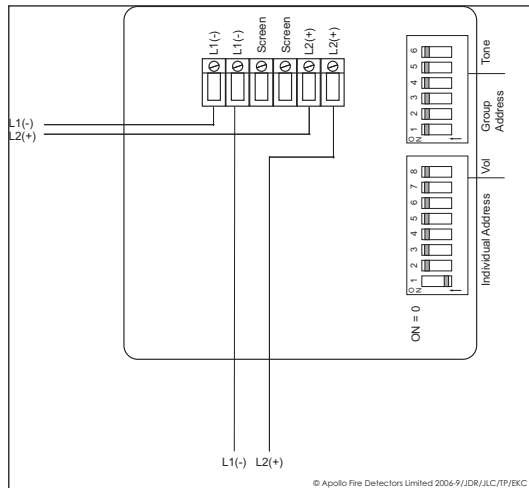 L1(-)
L1(-)
Screen
Screen
L2(+)
L2(+)
L1(-)
L2(+)
L1(-) L2(+)
6
5
4
3
2
1
ON
Tone
Group
Address
8
7
6
5
4
3
2
1
ON
Vol
Individual Address
ON = 0
© Apollo Fire Detectors Limited 2006-9/JDR/JLC/TP/EKC